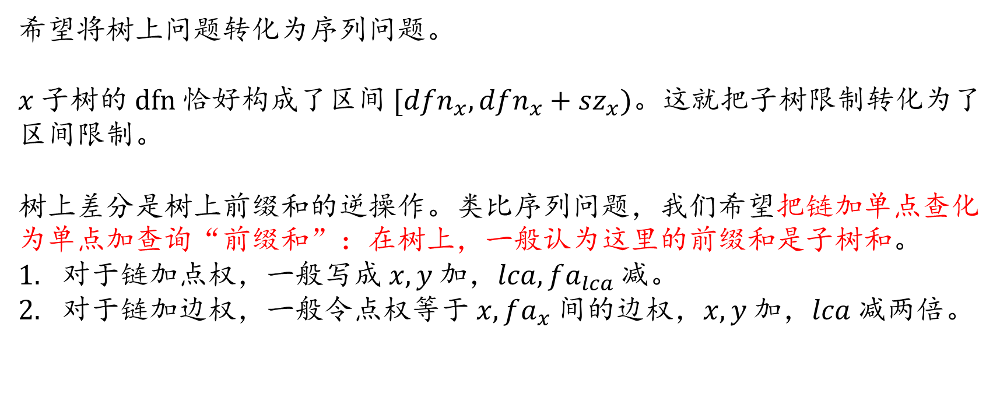 希望将树上问题转化为序列问题。
x 子树的 dfn 恰好构成了区间 [dfnₓ, dfnₓ + szₓ)。这就把子树限制转化为了
区间限制。
树上差分是树上前缀和的逆操作。类比序列问题，我们希望把链加单点查化
为单点加查询“前缀和”：在树上，一般认为这里的前缀和是子树和。
1. 对于链加点权，一般写成 x, y 加，lca, fa_{lca} 减。
2. 对于链加边权，一般令点权等于 x, faₓ 间的边权，x, y 加，lca 减两倍。